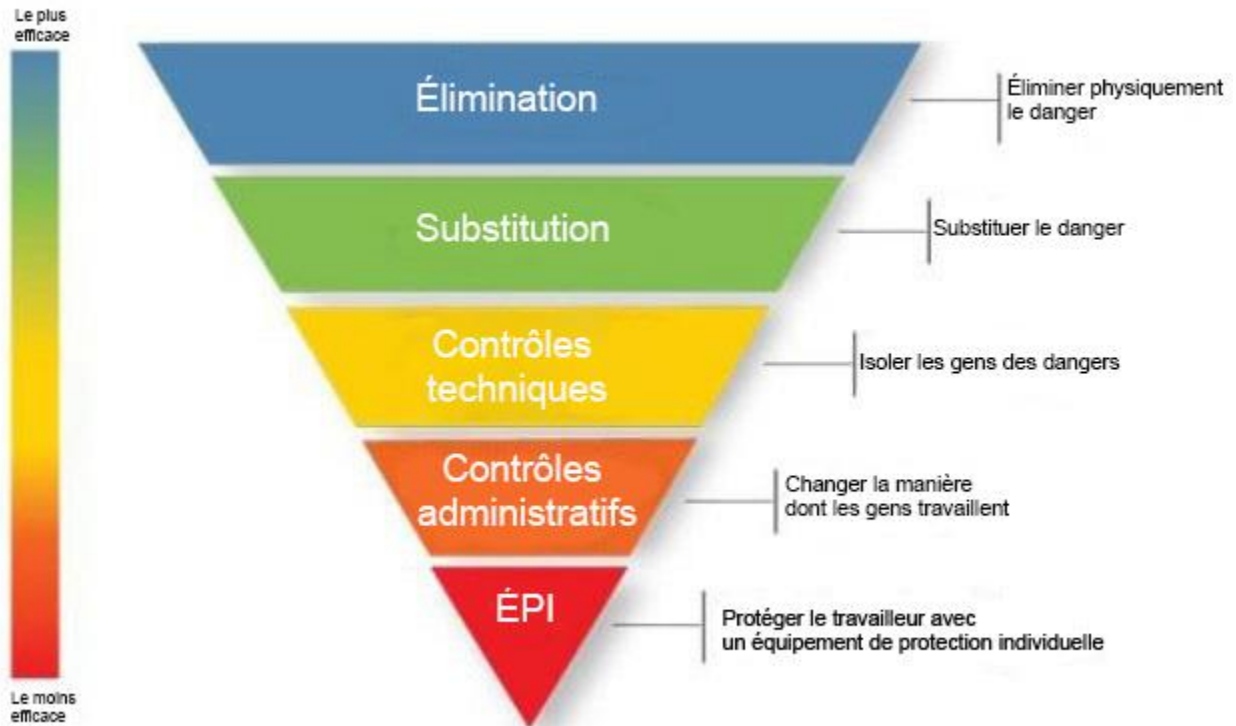 Le plus
efficace
Élimination
Éliminer physiquement
le danger
Substitution
Substituer le danger
Contrôles
techniques
Isoler les gens des dangers
Contrôles
administratifs
Changer la manière
dont les gens travaillent
ÉPI
Protéger le travailleur avec
un équipement de protection individuelle
Le moins
efficace